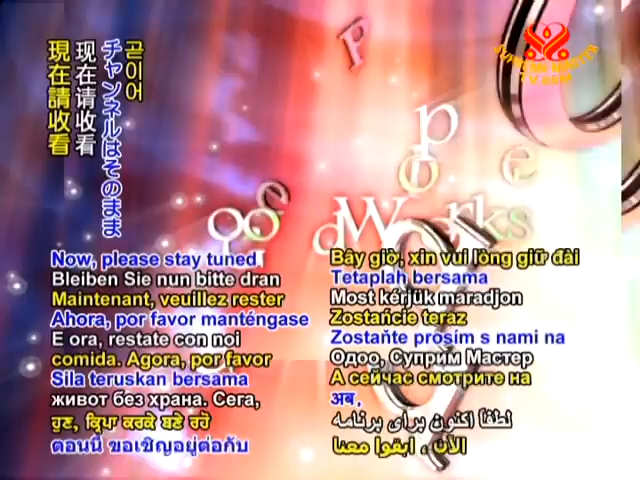 SUPREME MASTER
TV.com
곧이어
チャンネルはそのまま
现在请收看
現在請收看
Now, please stay tuned
Bleiben Sie nun bitte dran
Maintenant, veuillez rester
Ahora, por favor manténgase
E ora, restate con noi
comida. Agora, por favor
Sila teruskan bersama
живот без храна. Сега,
ਹੁਣ, ਕ੍ਰਿਪਾ ਕਰਕੇ ਬਣੇ ਰਹੋ
ตอนนี้ ขอเชิญอยู่ต่อกับ
Bây giờ, xin vui lòng giữ đài
Tetaplah bersama
Most kérjük maradjon
Zostańcie teraz
Zostaňte prosím s nami na
Одоо, Суприм Мастер
А сейчас смотрите на
अब,
لطفاً اکنون برای برنامه
الآن ، ابقوا معنا